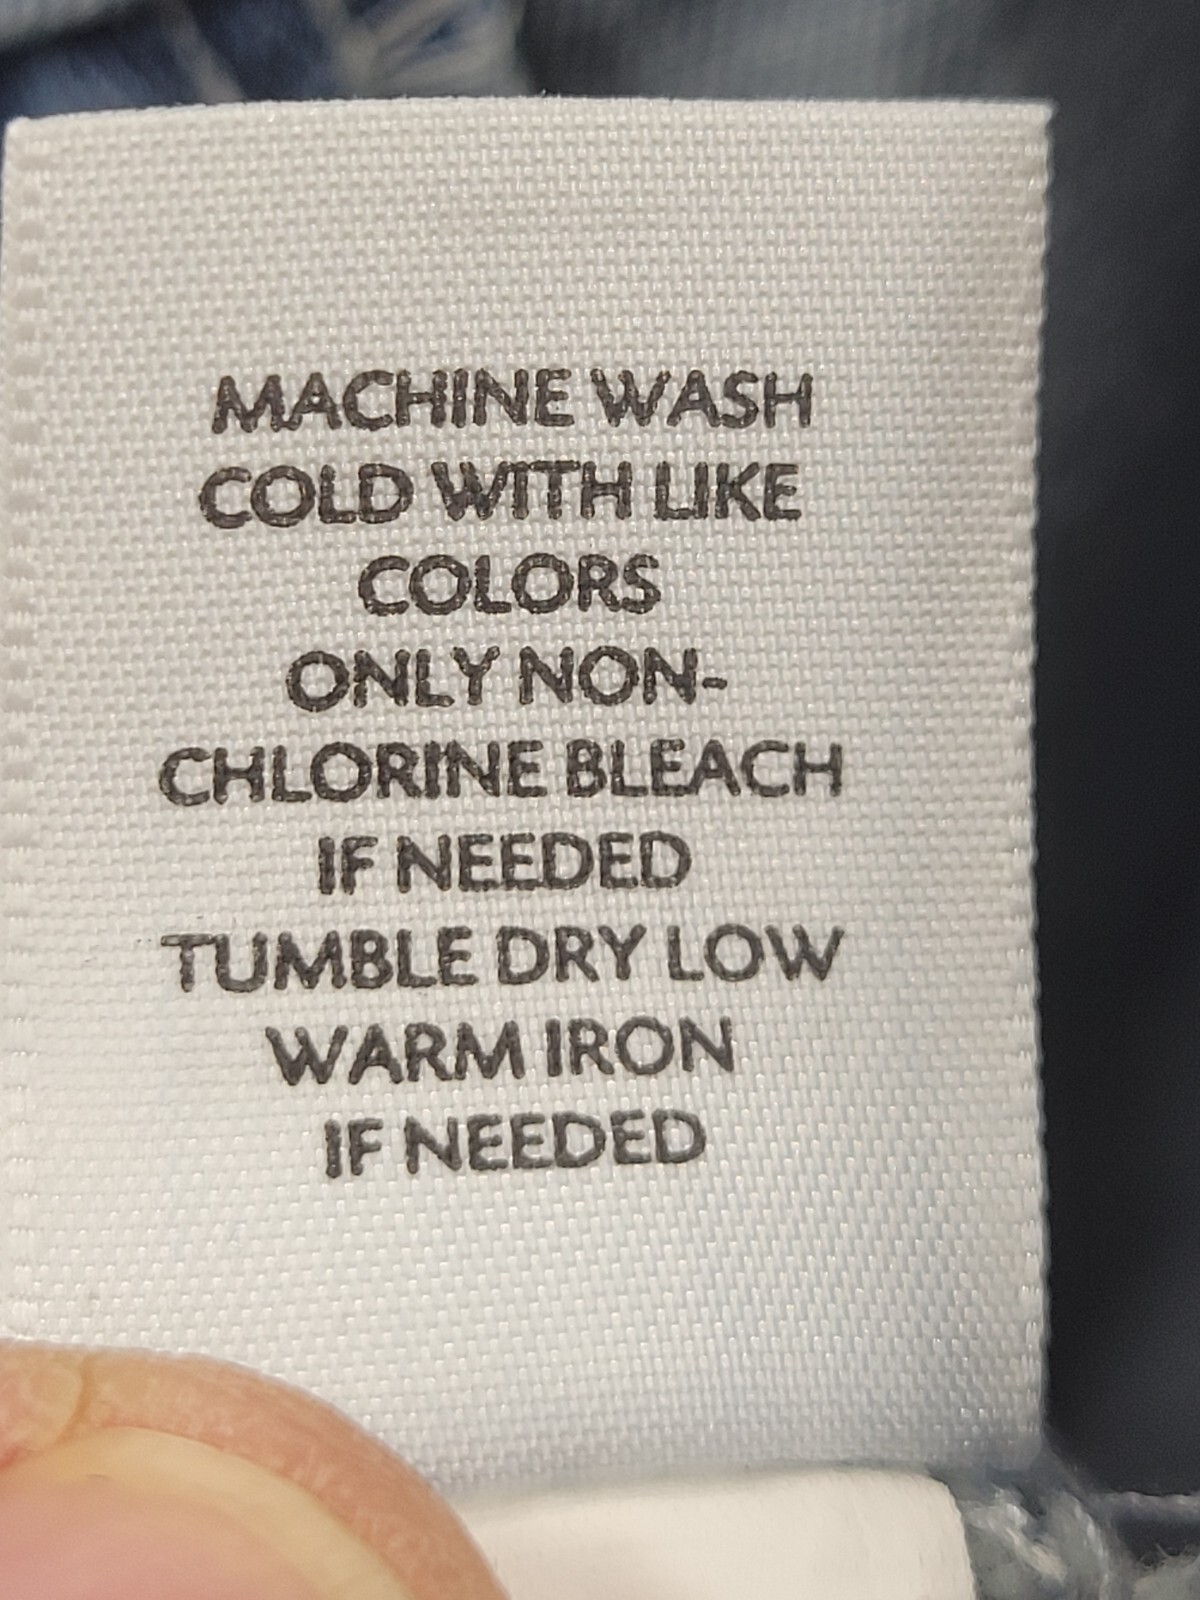 MACHINE WASH
COLD WITH LIKE
COLORS
ONLY NON-
CHLORINE BLEACH
IF NEEDED
TUMBLE DRY LOW
WARM IRON
IF NEEDED